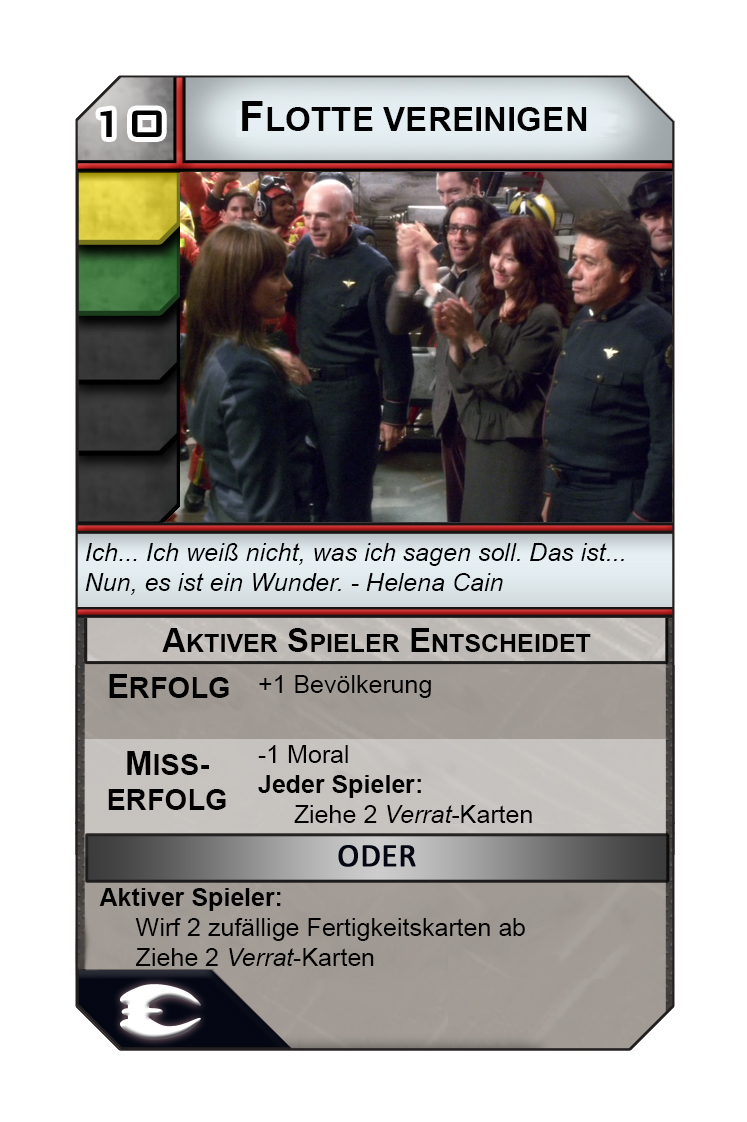 10
FLOTTE VEREINIGEN
Ich... Ich weiß nicht, was ich sagen soll. Das ist...
Nun, es ist ein Wunder. - Helena Cain
AKTIVER SPIELER ENTSCHEIDET
ERFOLG
+1 Bevölkerung
MISS-
ERFOLG
-1 Moral
Jeder Spieler:
Ziehe 2 Verrat-Karten
ODER
Aktiver Spieler:
Wirf 2 zufällige Fertigkeitskarten ab
Ziehe 2 Verrat-Karten